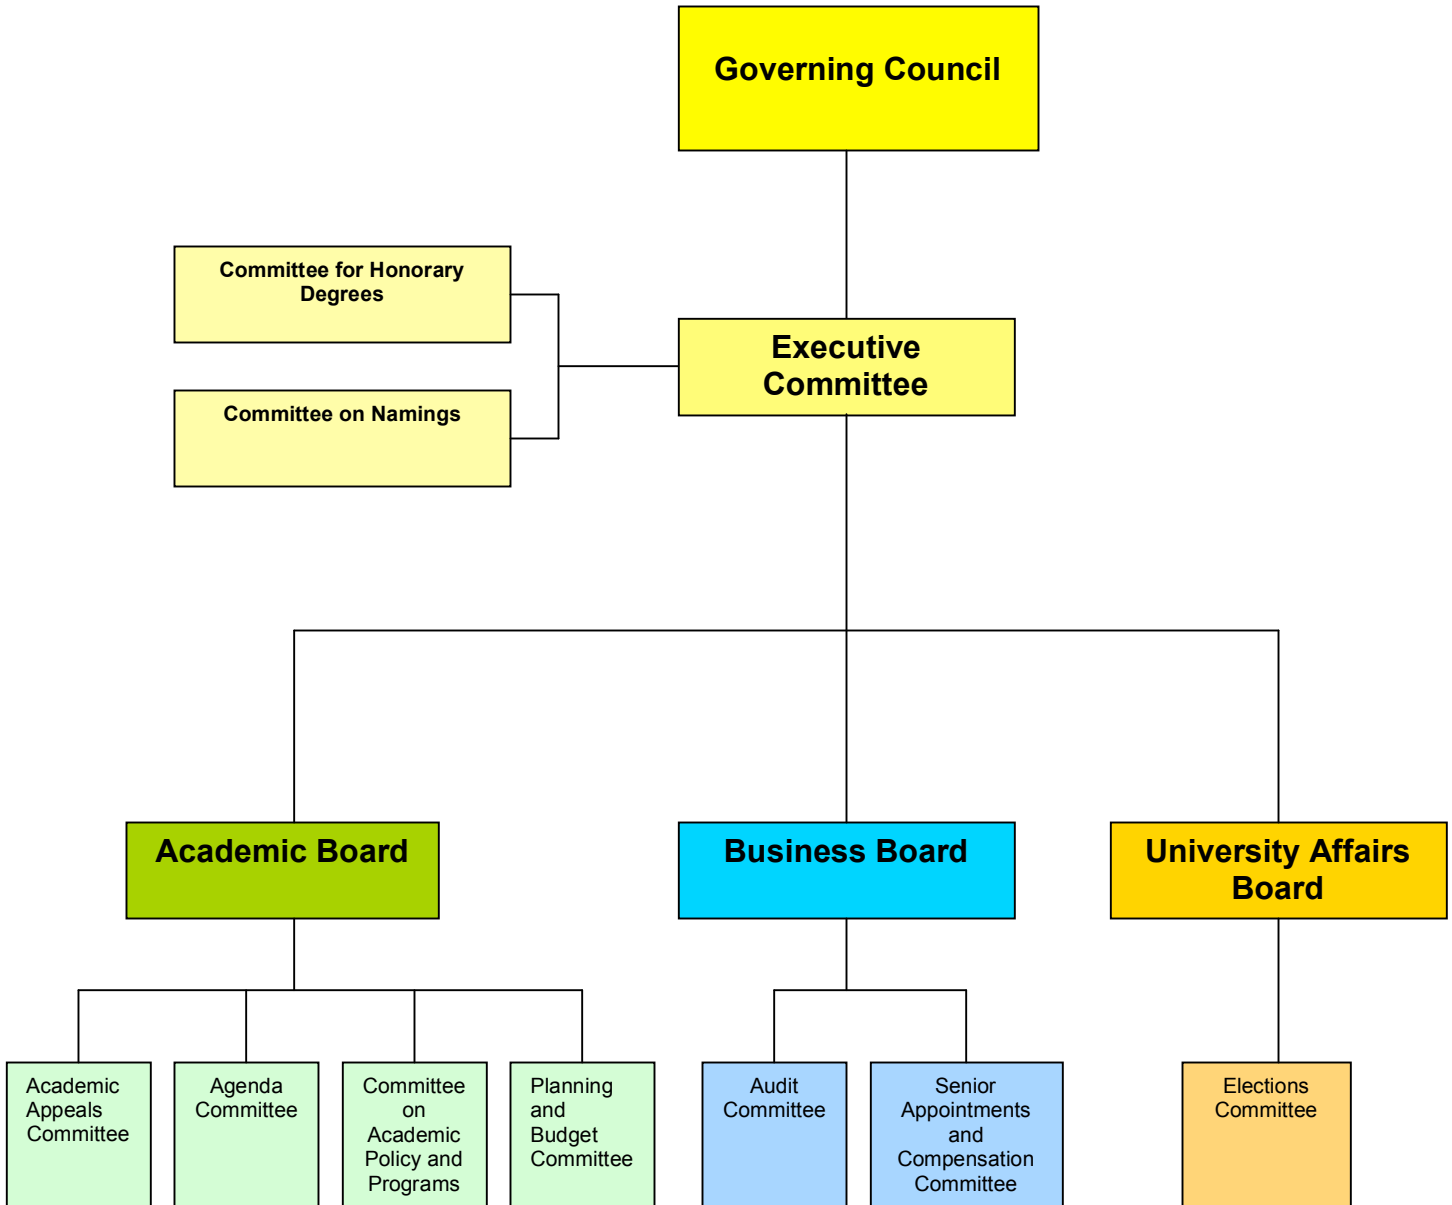 Governing Council
Committee for Honorary
Degrees
Executive
Committee
Committee on Namings
Academic Board
Business Board
University Affairs
Board
Academic
Appeals
Committee
Agenda
Committee
Committee
on
Academic
Policy and
Programs
Planning
and
Budget
Committee
Audit
Committee
Senior
Appointments
and
Compensation
Committee
Elections
Committee